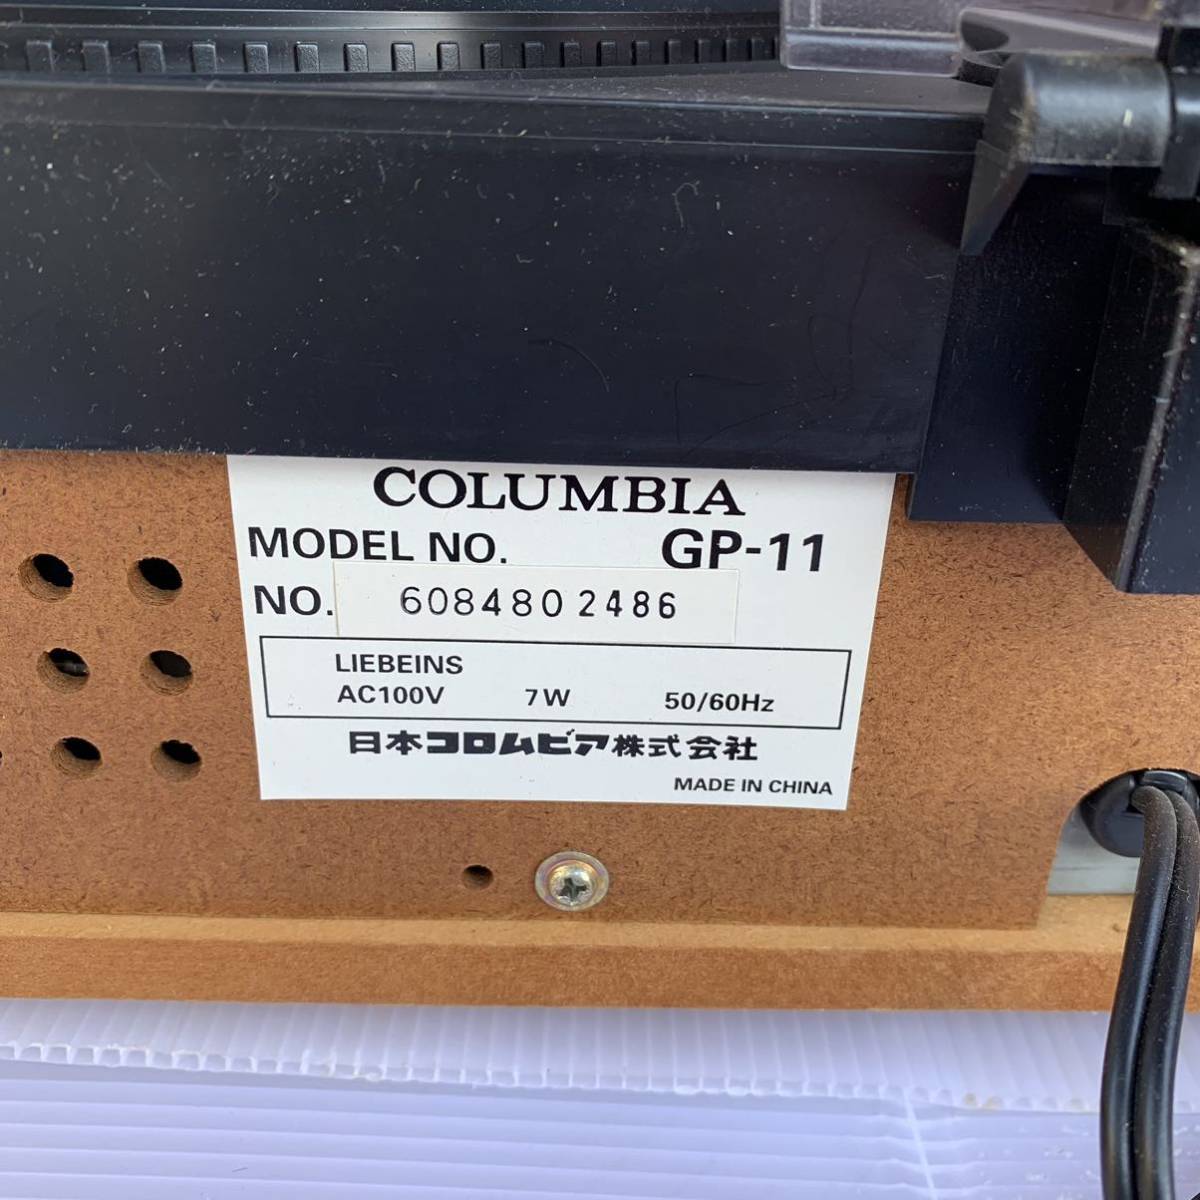 COLUMBIA
MODEL NO. GP-11
NO. 6084802486
LIEBEINS
AC100V 7W 50/60Hz
日本コロムビア株式会社
MADE IN CHINA